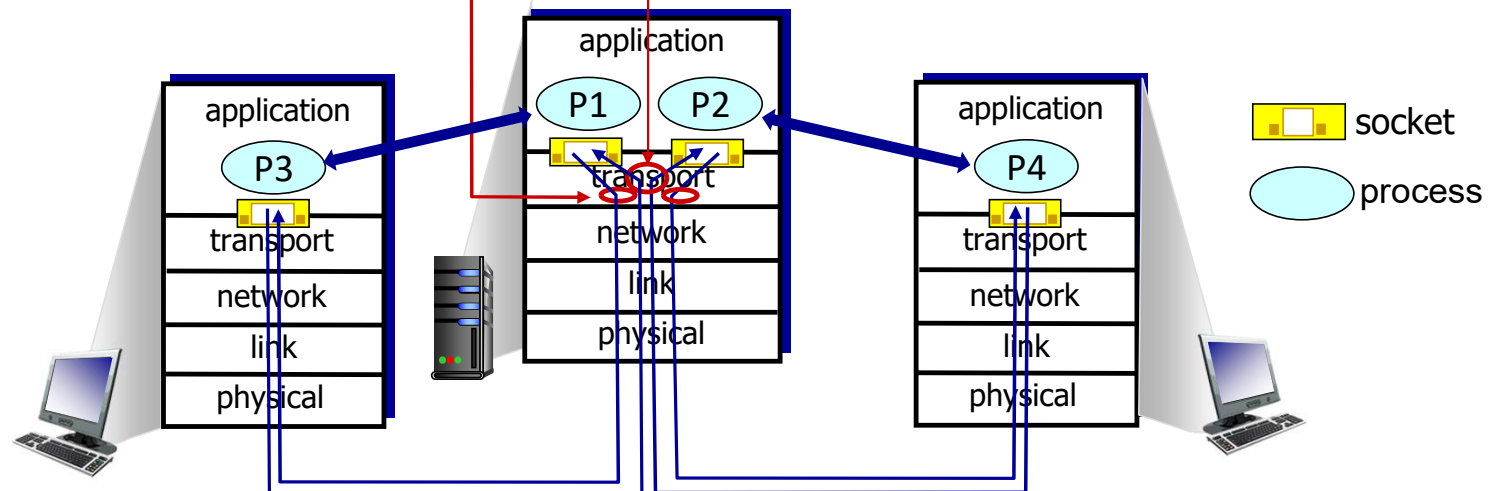 application
P3
transport
network
link
physical
application
P1 P2
transport
network
link
physical
application
P4
transport
network
link
physical
socket
process